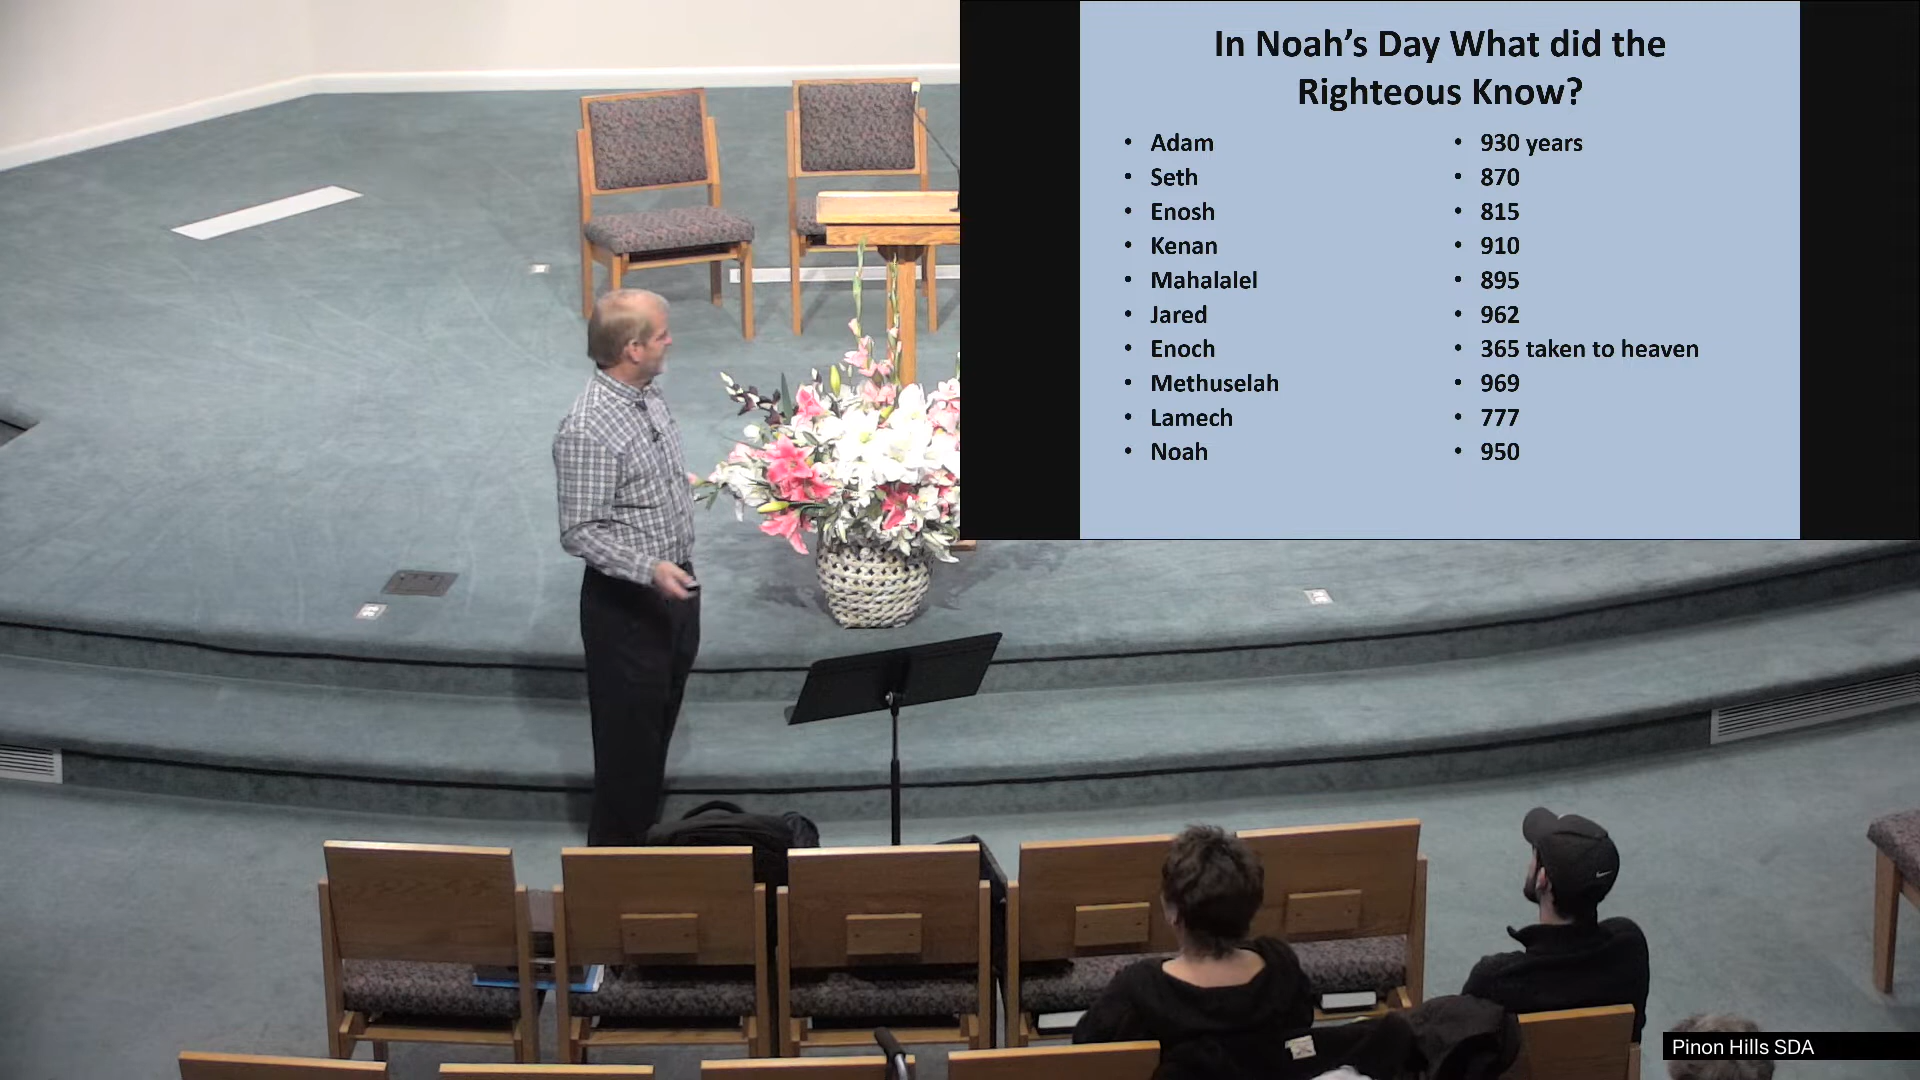 In Noah's Day What did the
Righteous Know?
• Adam
• Seth
• Enosh
• Kenan
• Mahalalel
• Jared
• Enoch
• Methuselah
• Lamech
• Noah
• 930 years
• 870
• 815
• 910
• 895
• 962
• 365 taken to heaven
• 969
• 777
• 950
Pinon Hills SDA